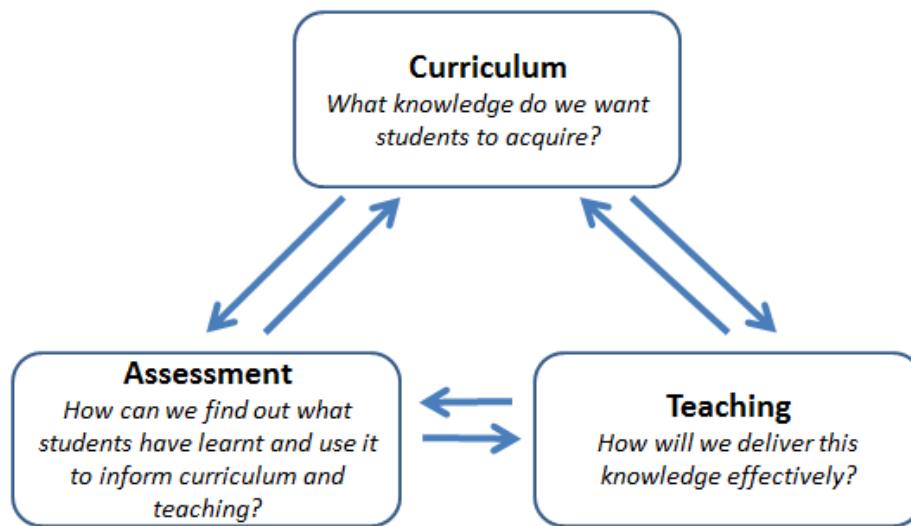 Curriculum
What knowledge do we want
students to acquire?
Assessment
How can we find out what
students have learnt and use it
to inform curriculum and
teaching?
Teaching
How will we deliver this
knowledge effectively?